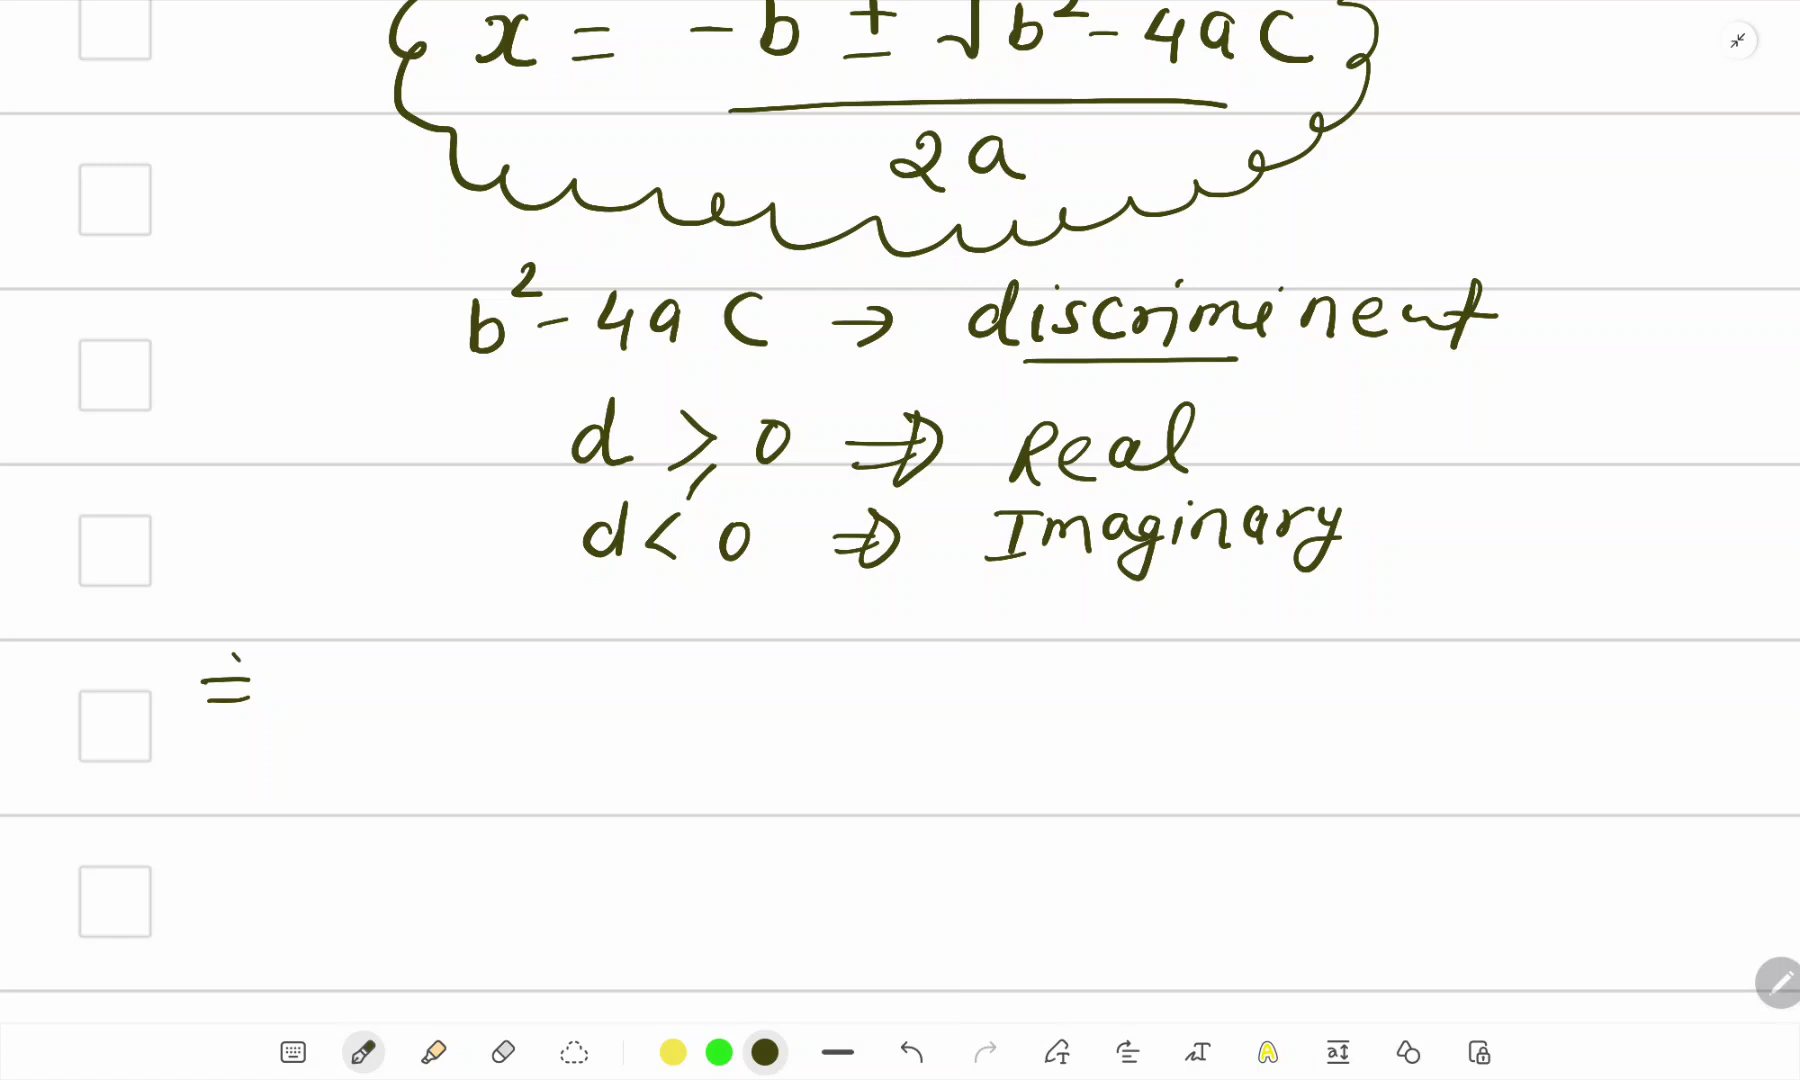 x = -b ± √b²-4ac
2a
b²-4ac → discriminent
d ⩾ 0 ⇒ Real
d < 0 ⇒ Imaginary
≐